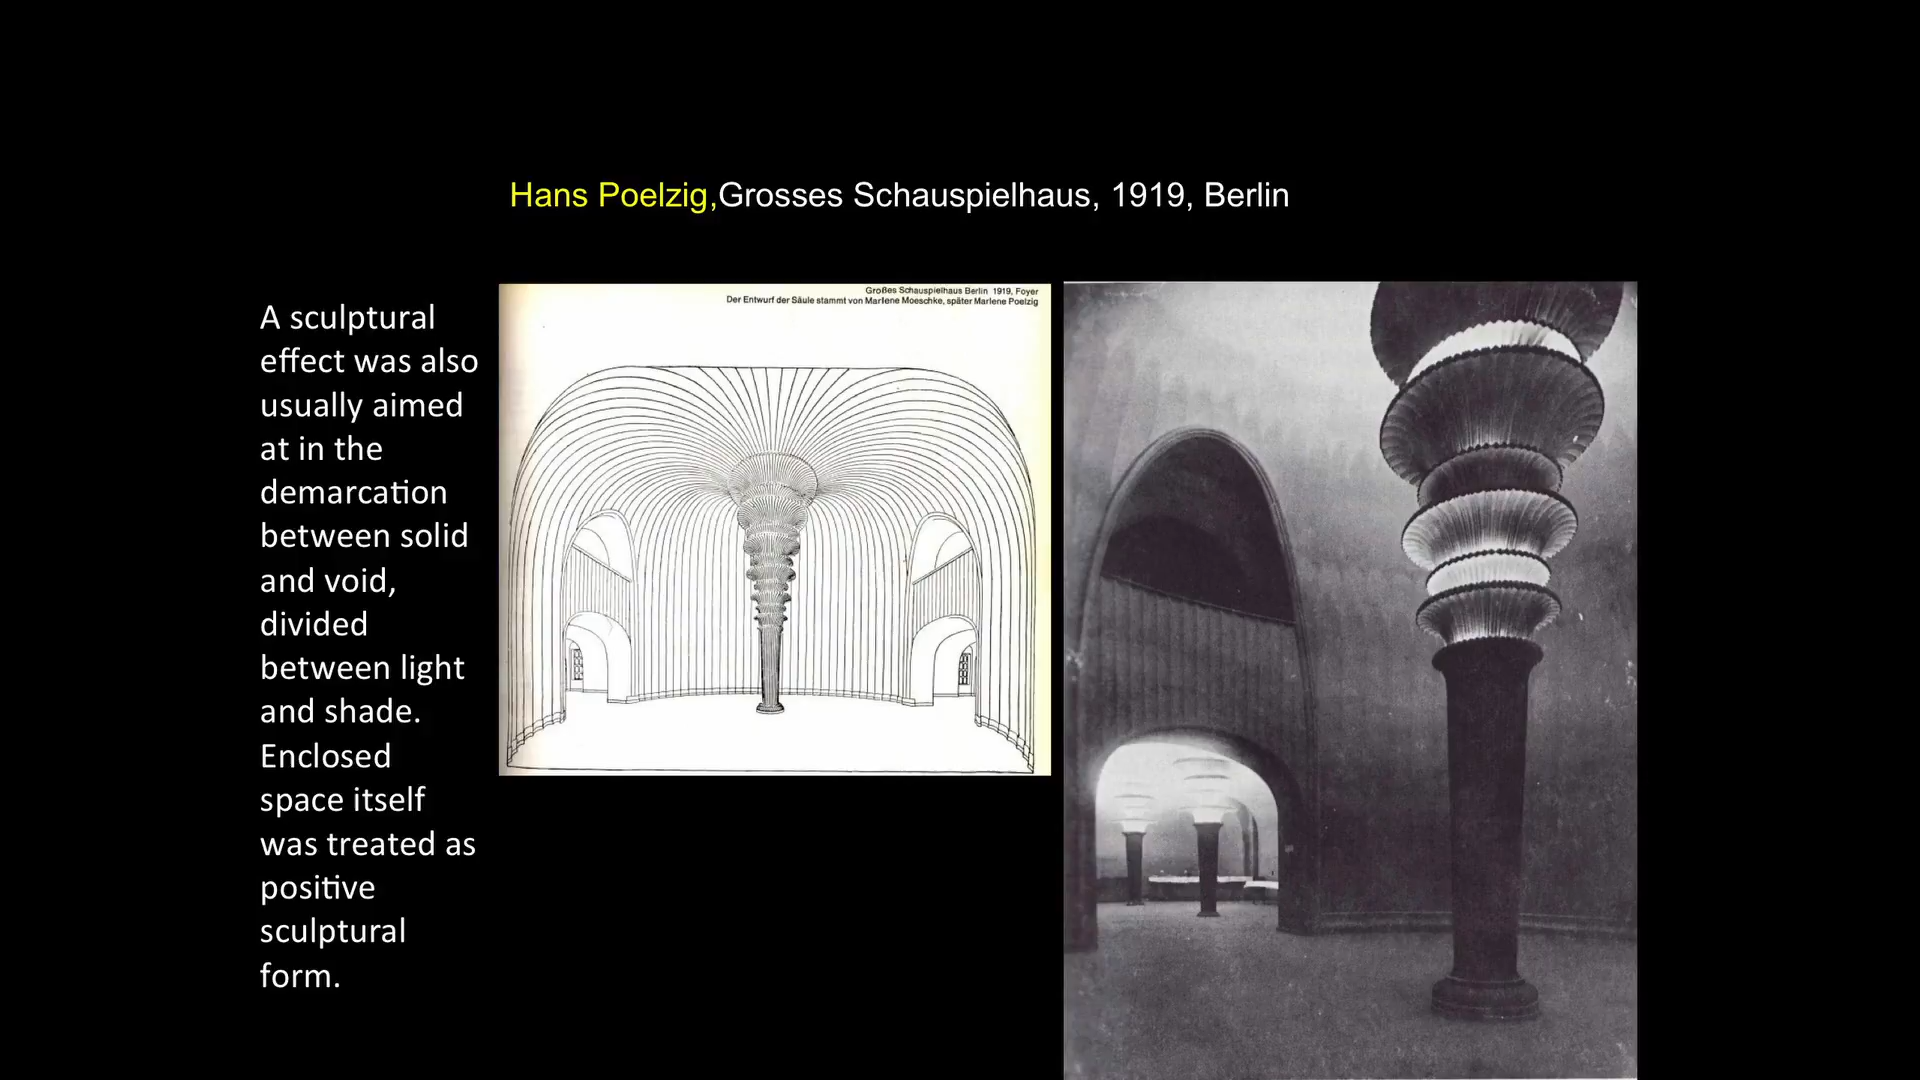 Hans Poelzig,Grosses Schauspielhaus, 1919, Berlin
A sculptural
effect was also
usually aimed
at in the
demarcation
between solid
and void,
divided
between light
and shade.
Enclosed
space itself
was treated as
positive
sculptural
form.
Großes Schauspielhaus Berlin 1919, Foyer
Der Entwurf der Säule stammt von Marlene Moeschke, später Marlene Poelzig